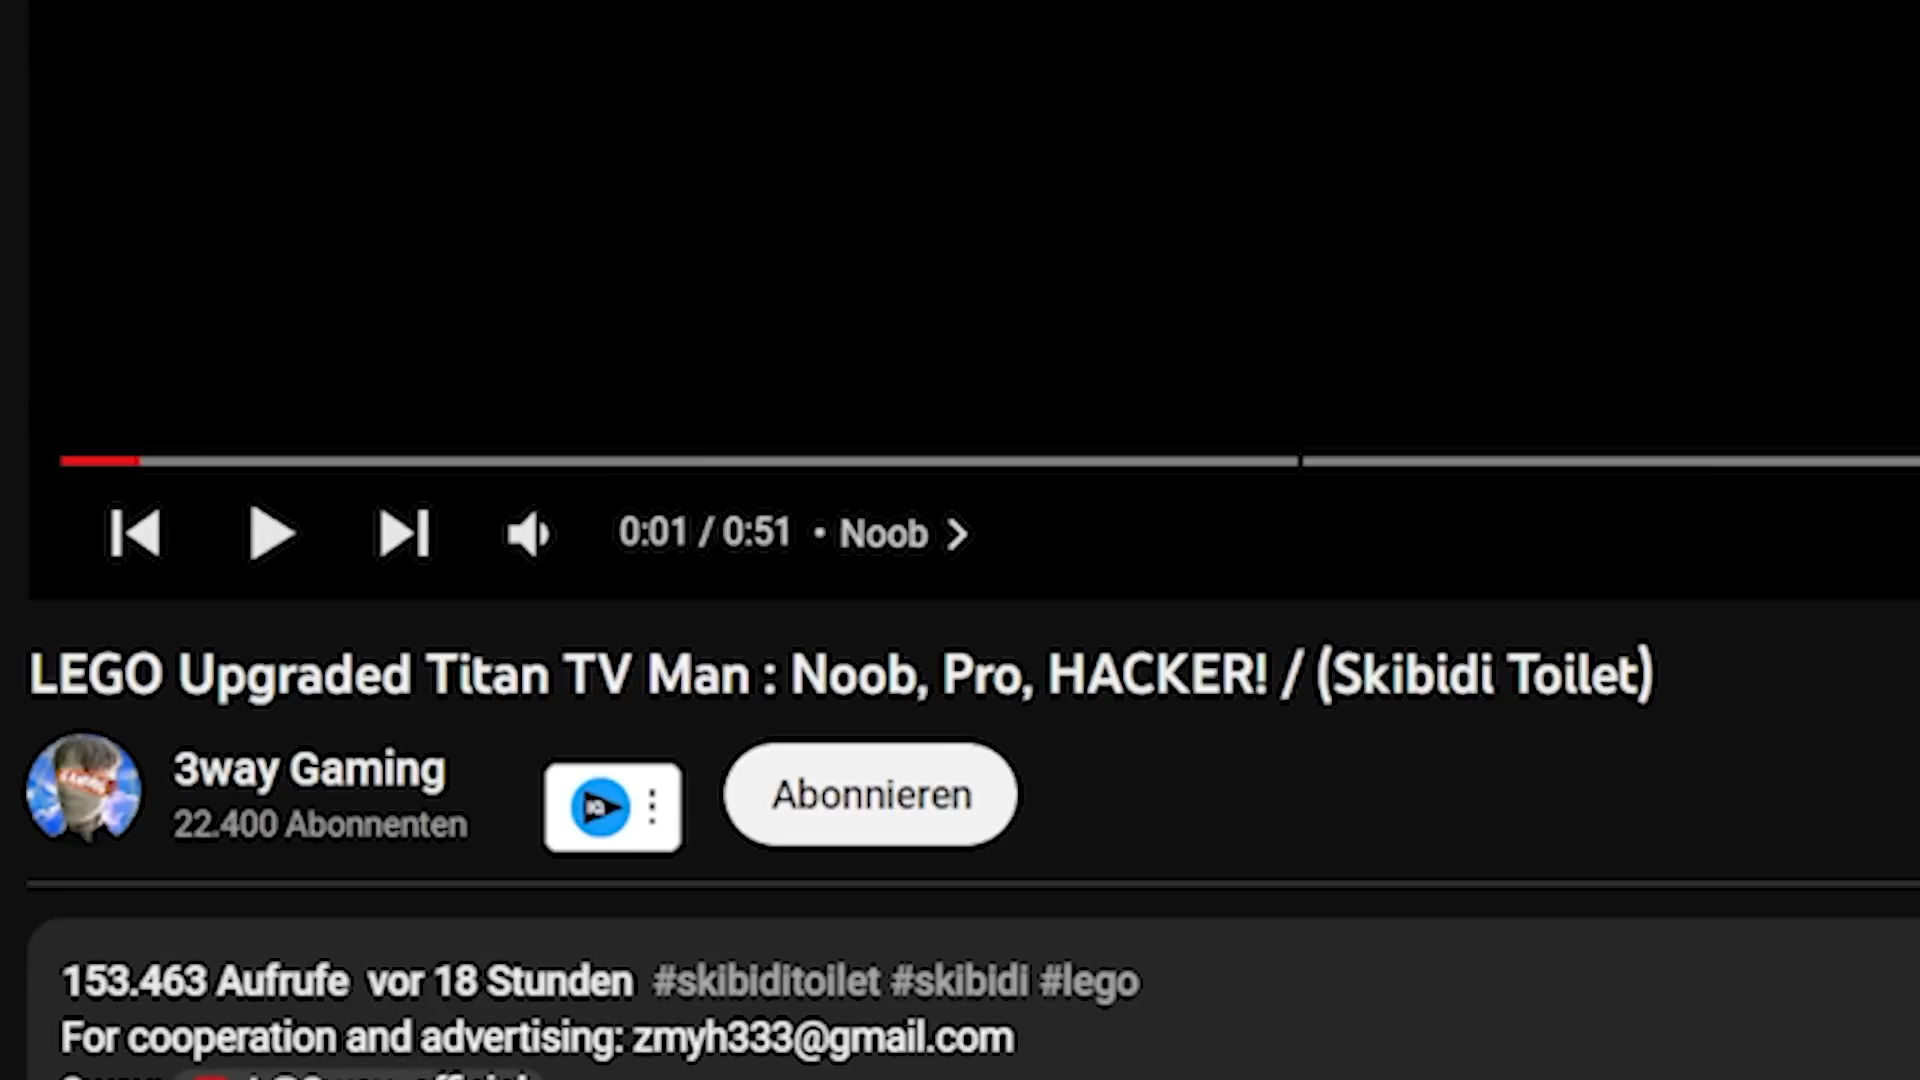 0:01 / 0:51 • Noob
LEGO Upgraded Titan TV Man : Noob, Pro, HACKER! / (Skibidi Toilet)
3way Gaming
22.400 Abonnenten
Abonnieren
153.463 Aufrufe vor 18 Stunden #skibiditoilet #skibidi #lego
For cooperation and advertising: zmyh333@gmail.com